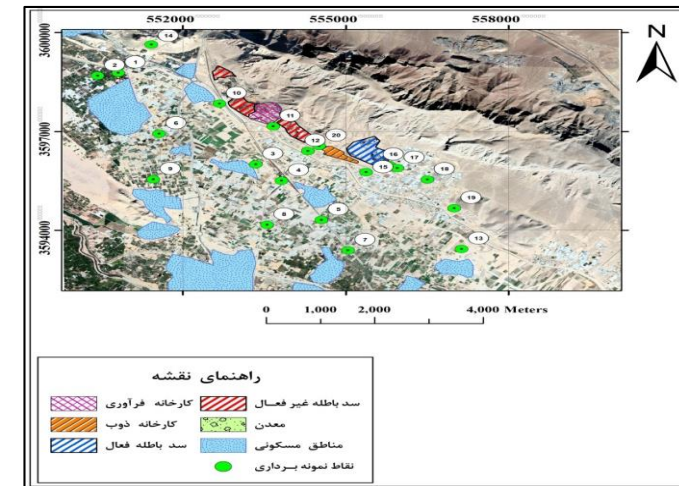 552000 555000 558000
N
3600000
3597000
3594000
14
2 1
10
11
6
12 20
3
16 17
9
4
15
18
19
8
5
7
13
0 1,000 2,000 4,000 Meters
راهنمای نقشه
کارخانه فرآوری سد باطله غیر فعـال
کارخانه ذوب معدن
سد باطله فعال مناطق مسکونی
نقاط نمونه بـرداری